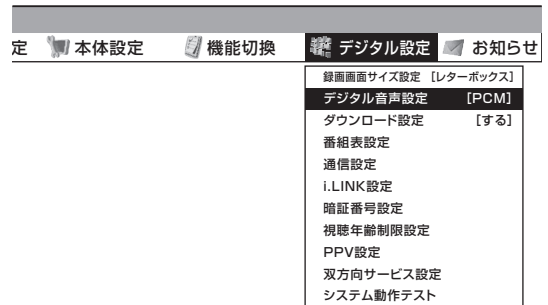 定 本体設定 機能切換 デジタル設定 お知らせ
録画画面サイズ設定 [レターボックス]
デジタル音声設定 [PCM]
ダウンロード設定 [する]
番組表設定
通信設定
i.LINK設定
暗証番号設定
視聴年齢制限設定
PPV設定
双方向サービス設定
システム動作テスト